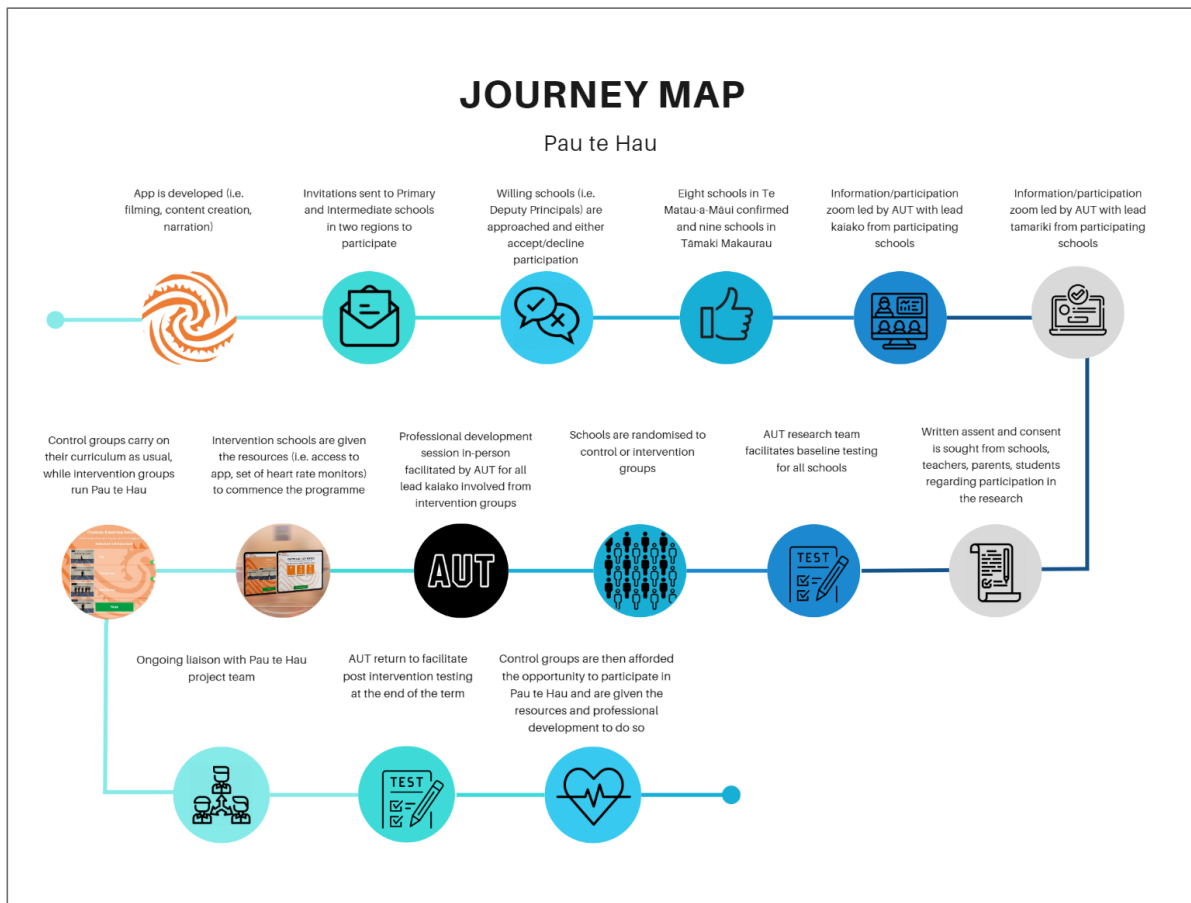 JOURNEY MAP
Pau te Hau
App is developed (i.e.
filming, content creation,
narration)
Invitations sent to Primary
and Intermediate schools
in two regions to
participate
Willing schools (i.e.
Deputy Principals) are
approached and either
accept/decline
participation
Eight schools in Te
Matau-a-Māui confirmed
and nine schools in
Tāmaki Makaurau
Information/participation
zoom led by AUT with lead
kaiako from participating
schools
Information/participation
zoom led by AUT with lead
tamariki from participating
schools
Written assent and consent
is sought from schools,
teachers, parents, students
regarding participation in
the research
AUT research team
facilitates baseline testing
for all schools
TEST
Schools are randomised to
control or intervention
groups
Professional development
session in-person
facilitated by AUT for all
lead kaiako involved from
intervention groups
AUT
Intervention schools are given
the resources (i.e. access to
app, set of heart rate monitors)
to commence the programme
Control groups carry on
their curriculum as usual,
while intervention groups
run Pau te Hau
Ongoing liaison with Pau te Hau
project team
AUT return to facilitate
post intervention testing
at the end of the term
TEST
Control groups are then afforded
the opportunity to participate in
Pau te Hau and are given the
resources and professional
development to do so